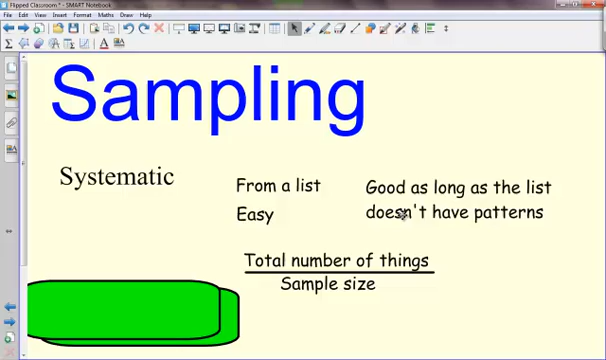 Flipped Classroom * - SMART Notebook
File Edit View Insert Format Maths Draw Help
Sampling
Systematic
From a list
Easy
Good as long as the list
doesn't have patterns
Total number of things
Sample size